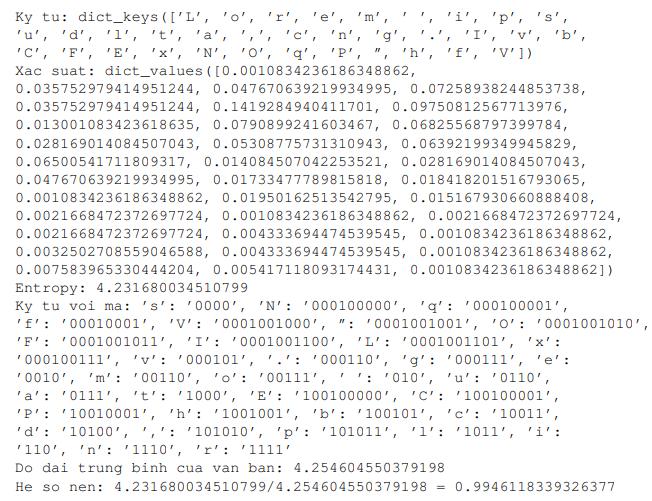 Ky tu: dict_keys(['L', 'o', 'r', 'e', 'm', ' ', 'i', 'p', 's',
'u', 'd', 'l', 't', 'a', ',', 'c', 'n', 'g', '.', 'I', 'v', 'b',
'C', 'F', 'E', 'x', 'N', 'O', 'q', 'P', '', 'h', 'f', 'V'])
Xac suat: dict_values([0.0010834236186348862,
0.035752979414951244, 0.047670639219934995, 0.07258938244853738,
0.035752979414951244, 0.1419284940411701, 0.09750812567713976,
0.013001083423618635, 0.0790899241603467, 0.06825568797399784,
0.028169014084507043, 0.05308775731310943, 0.06392199349945829,
0.06500541711809317, 0.014084507042253521, 0.028169014084507043,
0.047670639219934995, 0.01733477789815818, 0.018418201516793065,
0.0010834236186348862, 0.01950162513542795, 0.015167930660888408,
0.0021668472372697724, 0.0010834236186348862, 0.0021668472372697724,
0.0021668472372697724, 0.004333694474539545, 0.0010834236186348862,
0.0032502708559046588, 0.004333694474539545, 0.0010834236186348862,
0.007583965330444204, 0.005417118093174431, 0.0010834236186348862])
Entropy: 4.231680034510799
Ky tu voi ma: 's': '0000', 'N': '000100000', 'q': '000100001',
'f': '00010001', 'V': '0001001000', '': '0001001001', 'O': '0001001010',
'F': '0001001011', 'I': '0001001100', 'L': '0001001101', 'x':
'000100111', 'v': '000101', '.': '000110', 'g': '000111', 'e':
'0010', 'm': '00110', 'o': '00111', ' ': '010', 'u': '0110',
'a': '0111', 't': '1000', 'E': '100100000', 'C': '100100001',
'P': '10010001', 'h': '1001001', 'b': '100101', 'c': '10011',
'd': '10100', ',': '101010', 'p': '101011', 'l': '1011', 'i':
'110', 'n': '1110', 'r': '1111'
Do dai trung binh cua van ban: 4.254604550379198
He so nen: 4.231680034510799/4.254604550379198 = 0.9946118339326377